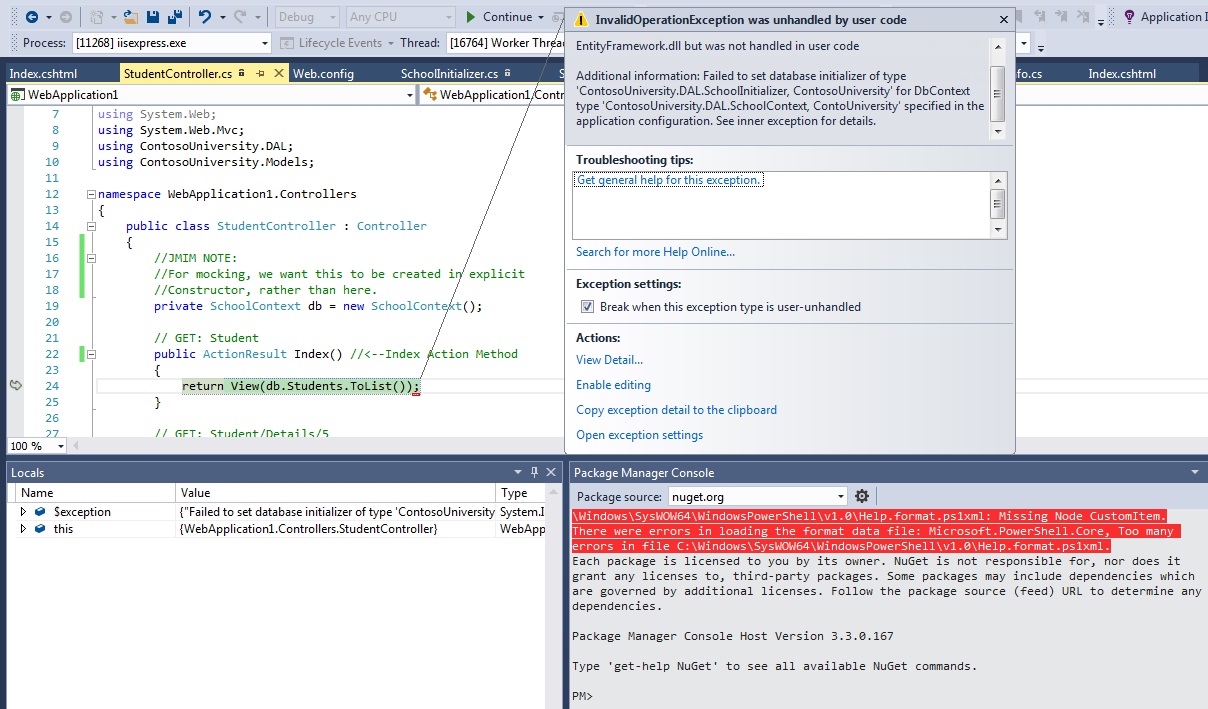 Debug
Any CPU
Continue
InvalidOperationException was unhandled by user code
Application I
Process: [11268] iisexpress.exe
Lifecycle Events
Thread: [16764] Worker Threa
EntityFramework.dll but was not handled in user code
Additional information: Failed to set database initializer of type
'ContosoUniversity.DAL.SchoolInitializer, ContosoUniversity' for DbContext
type 'ContosoUniversity.DAL.SchoolContext, ContoUniversity' specified in the
application configuration. See inner exception for details.
Troubleshooting tips:
Get general help for this exception.
Search for more Help Online...
Exception settings:
Break when this exception type is user-unhandled
Actions:
View Detail...
Enable editing
Copy exception detail to the clipboard
Open exception settings
Index.cshtml
StudentController.cs
Web.config
SchoolInitializer.cs
S
fo.cs
Index.cshtml
WebApplication1
WebApplication1.Contr
7 using System.Web;
8 using System.Web.Mvc;
9 using ContosoUniversity.DAL;
10 using ContosoUniversity.Models;
11
12 namespace WebApplication1.Controllers
13 {
14 public class StudentController : Controller
15 {
16 //JMIM NOTE:
17 //For mocking, we want this to be created in explicit
18 //Constructor, rather than here.
19 private SchoolContext db = new SchoolContext();
20
21 // GET: Student
22 public ActionResult Index() //<--Index Action Method
23 {
24 return View(db.Students.ToList());
25 }
26
27 // GET: Student/Details/5
100 %
Locals
Name Value Type
$exception {"Failed to set database initializer of type 'ContosoUniversity System.I
this {WebApplication1.Controllers.StudentController} WebApp
Package Manager Console
Package source: nuget.org
\Windows\SysWOW64\WindowsPowerShell\v1.0\Help.format.ps1xml: Missing Node CustomItem.
There were errors in loading the format data file: Microsoft.PowerShell.Core, Too many
errors in file C:\Windows\SysWOW64\WindowsPowerShell\v1.0\Help.format.ps1xml.
Each package is licensed to you by its owner. NuGet is not responsible for, nor does it
grant any licenses to, third-party packages. Some packages may include dependencies which
are governed by additional licenses. Follow the package source (feed) URL to determine any
dependencies.
Package Manager Console Host Version 3.3.0.167
Type 'get-help NuGet' to see all available NuGet commands.
PM>